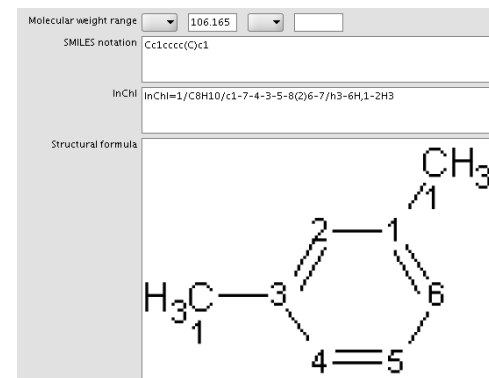 Molecular weight range 106.165
SMILES notation Cc1cccc(C)c1
InChI InChI=1/C8H10/c1-7-4-3-5-8(2)6-7/h3-6H,1-2H3
Structural formula
CH3
1
2 1
H3C 3 6
1
4 5